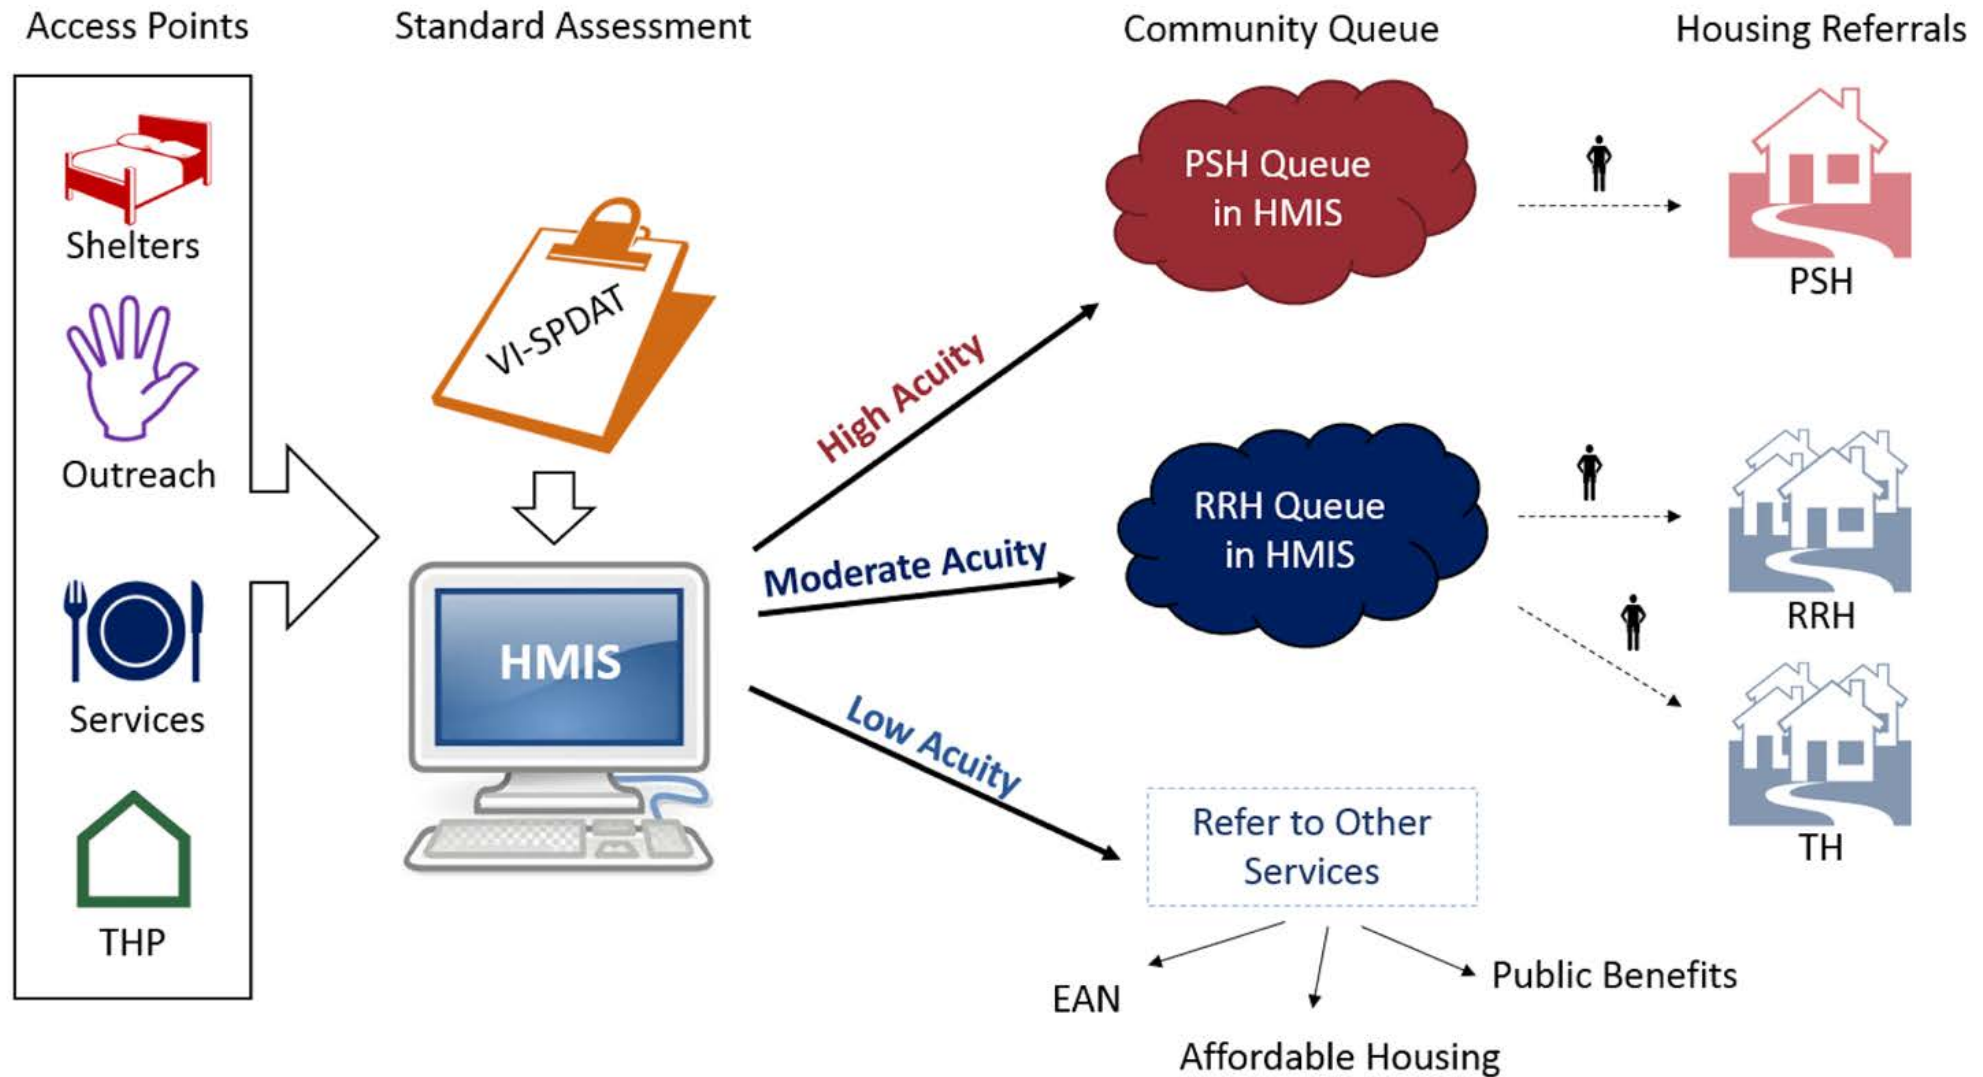 Access Points
Standard Assessment
Community Queue
Housing Referrals
Shelters
Outreach
Services
THP
VI-SPDAT
HMIS
High Acuity
Moderate Acuity
Low Acuity
PSH Queue
in HMIS
RRH Queue
in HMIS
Refer to Other
Services
EAN
Affordable Housing
Public Benefits
PSH
RRH
TH